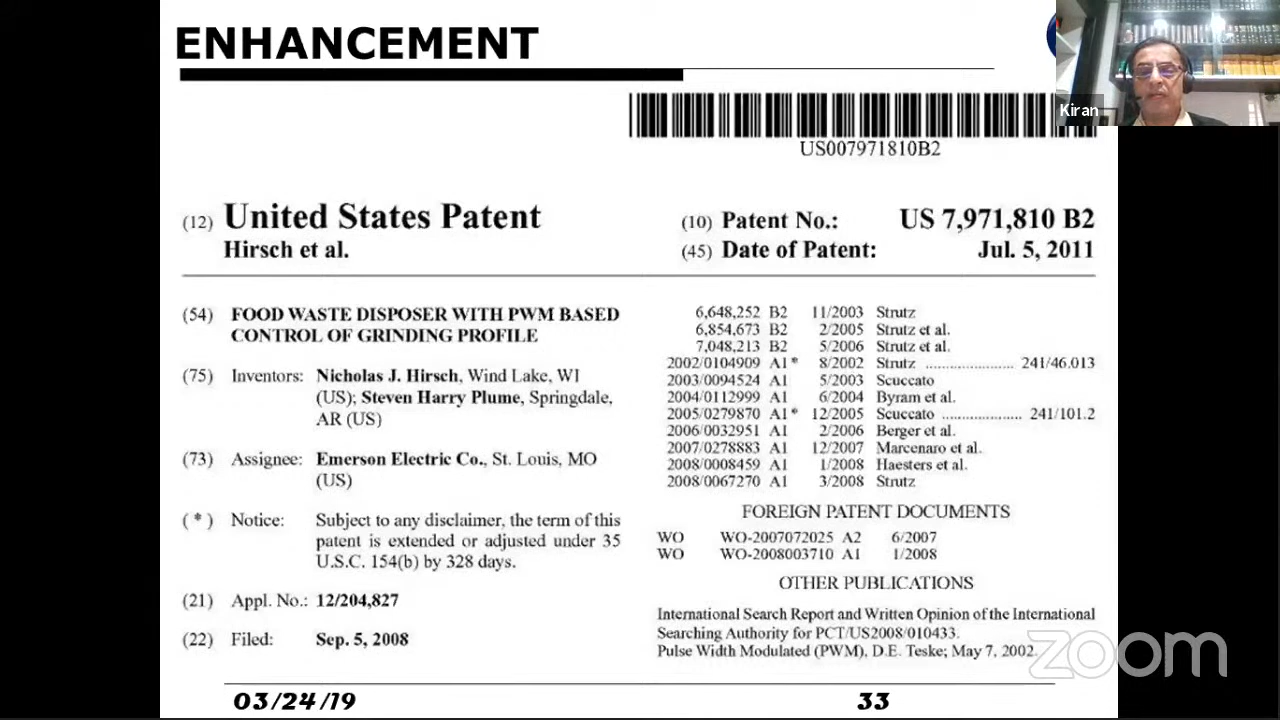 ENHANCEMENT
Kiran
US007971810B2
(12) United States Patent
Hirsch et al.
(10) Patent No.: US 7,971,810 B2
(45) Date of Patent: Jul. 5, 2011
(54) FOOD WASTE DISPOSER WITH PWM BASED
CONTROL OF GRINDING PROFILE
(75) Inventors: Nicholas J. Hirsch, Wind Lake, WI
(US); Steven Harry Plume, Springdale,
AR (US)
(73) Assignee: Emerson Electric Co., St. Louis, MO
(US)
( * ) Notice: Subject to any disclaimer, the term of this
patent is extended or adjusted under 35
U.S.C. 154(b) by 328 days.
(21) Appl. No.: 12/204,827
(22) Filed: Sep. 5, 2008
6,648,252 B2 11/2003 Strutz
6,854,673 B2 2/2005 Strutz et al.
7,048,213 B2 5/2006 Strutz et al.
2002/0104909 A1* 8/2002 Strutz ...................... 241/46.013
2003/0094524 A1 5/2003 Scuccato
2004/0112999 A1 6/2004 Byram et al.
2005/0279870 A1* 12/2005 Scuccato .................... 241/101.2
2006/0032951 A1 2/2006 Berger et al.
2007/0278883 A1 12/2007 Marcenaro et al.
2008/0008459 A1 1/2008 Haesters et al.
2008/0067270 A1 3/2008 Strutz
FOREIGN PATENT DOCUMENTS
WO WO-2007072025 A2 6/2007
WO WO-2008003710 A1 1/2008
OTHER PUBLICATIONS
International Search Report and Written Opinion of the International
Searching Authority for PCT/US2008/010433.
Pulse Width Modulated (PWM), D.E. Teske; May 7, 2002.
zoom
03/24/19 33